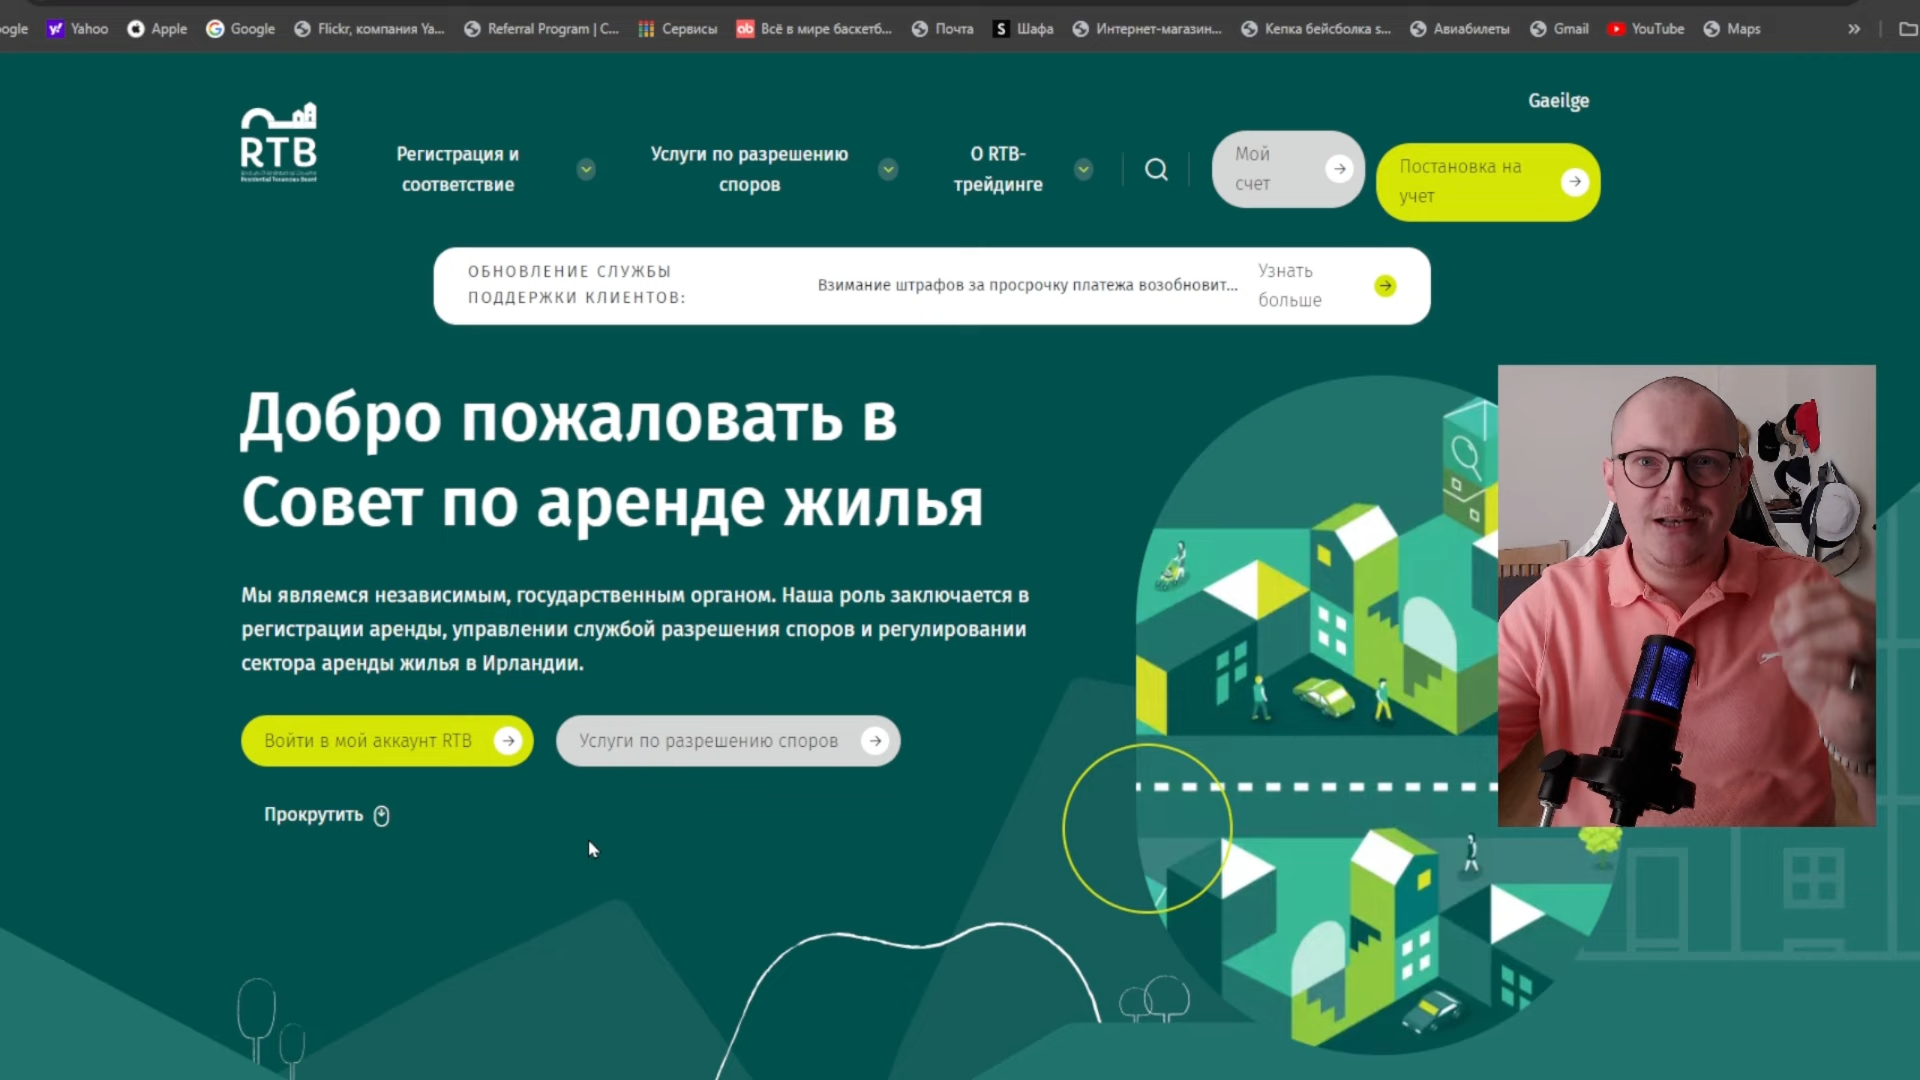 ogle
Yahoo
Apple
Google
Flickr, компания Ya...
Referral Program | C...
Сервисы
ab
Всё в мире баскетб...
Почта
S
Шафа
Интернет-магазин...
Кепка бейсболка s...
Авиабилеты
Gmail
YouTube
Maps
»
Gaeilge
RTB
Residential Tenancies Board
Регистрация и
соответствие
Услуги по разрешению
споров
О RTB-
трейдинге
Мой
счет
Постановка на
учет
ОБНОВЛЕНИЕ СЛУЖБЫ
ПОДДЕРЖКИ КЛИЕНТОВ:
Взимание штрафов за просрочку платежа возобновит...
Узнать
больше
Добро пожаловать в
Совет по аренде жилья
Мы являемся независимым, государственным органом. Наша роль заключается в
регистрации аренды, управлении службой разрешения споров и регулировании
сектора аренды жилья в Ирландии.
Войти в мой аккаунт RTB
Услуги по разрешению споров
Прокрутить